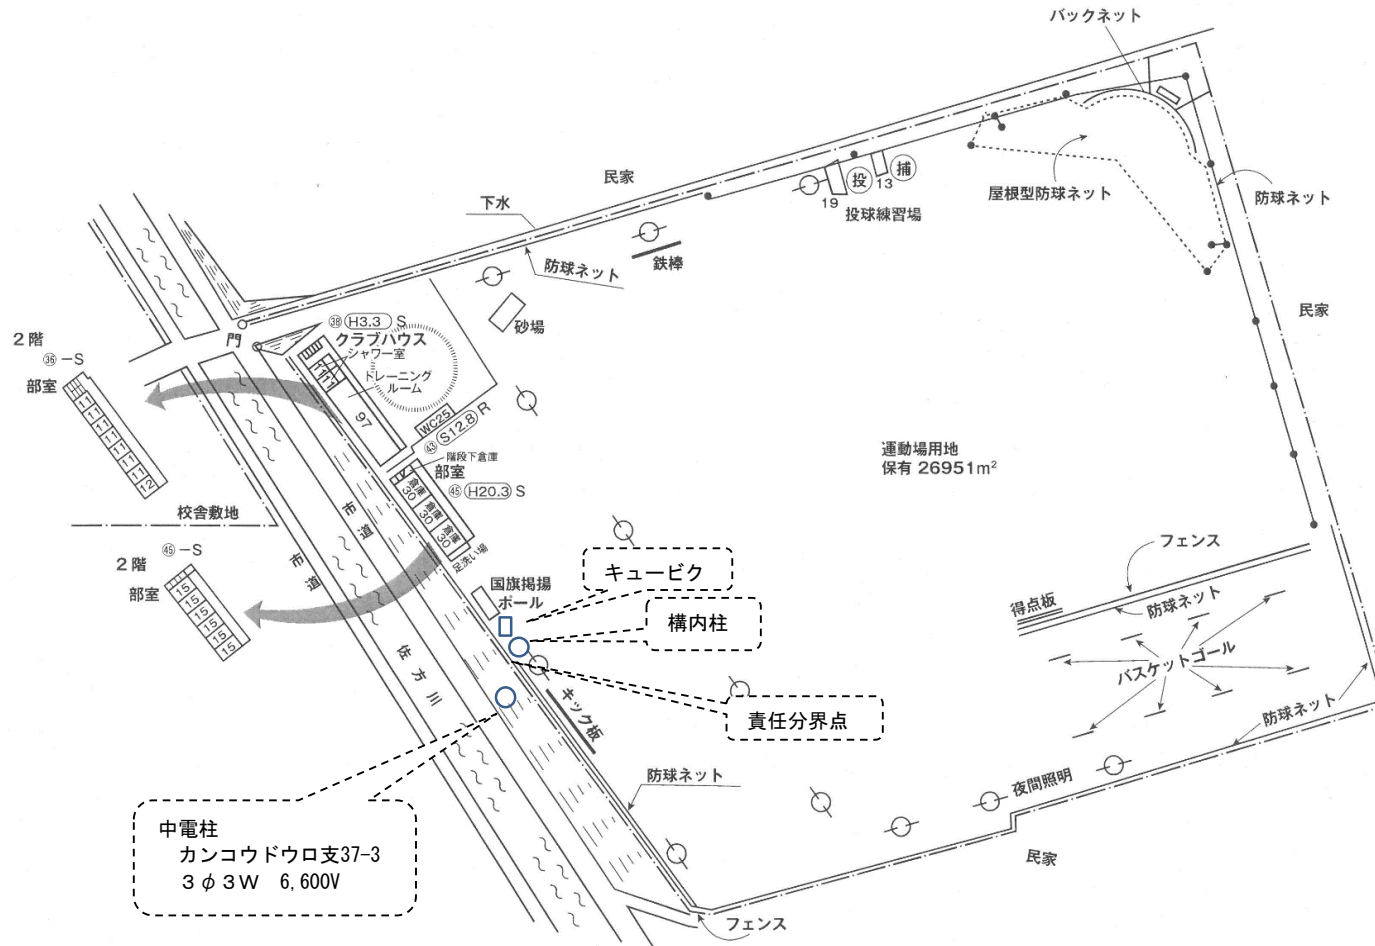 バックネット
民家
下水
防球ネット
鉄棒
19
投
13
捕
投球練習場
屋根型防球ネット
防球ネット
民家
砂場
門
㊳ H3.3 S
クラブハウス
シャワー室
11 11
トレーニング
ルーム
97
WC25
㊸ S12.8 R
階段下倉庫
部室
㊺ H20.3 S
倉庫
30
倉庫
30
倉庫
30
足洗い場
2階
㊱-S
部室
11
11
11
11
11
11
11
12
校舎敷地
2階
㊺-S
部室
15
15
15
15
15
15
市道
市道
佐方川
国旗掲揚
ポール
キュービク
構内柱
責任分界点
キック板
運動場用地
保有 26951m²
フェンス
得点板
防球ネット
バスケットゴール
防球ネット
夜間照明
民家
防球ネット
フェンス
中電柱
カンコウドウロ支37-3
3φ3W 6,600V